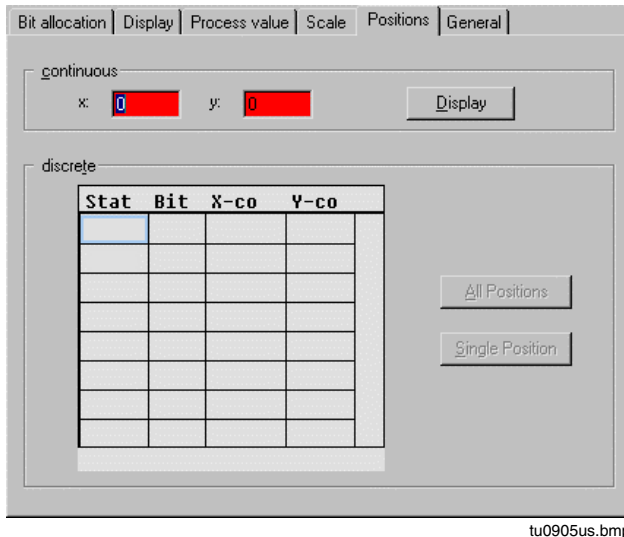 Bit allocation Display Process value Scale Positions General
continuous
x: 0 y: 0 Display
discrete
Stat Bit X-co Y-co
All Positions
Single Position
tu0905us.bmp